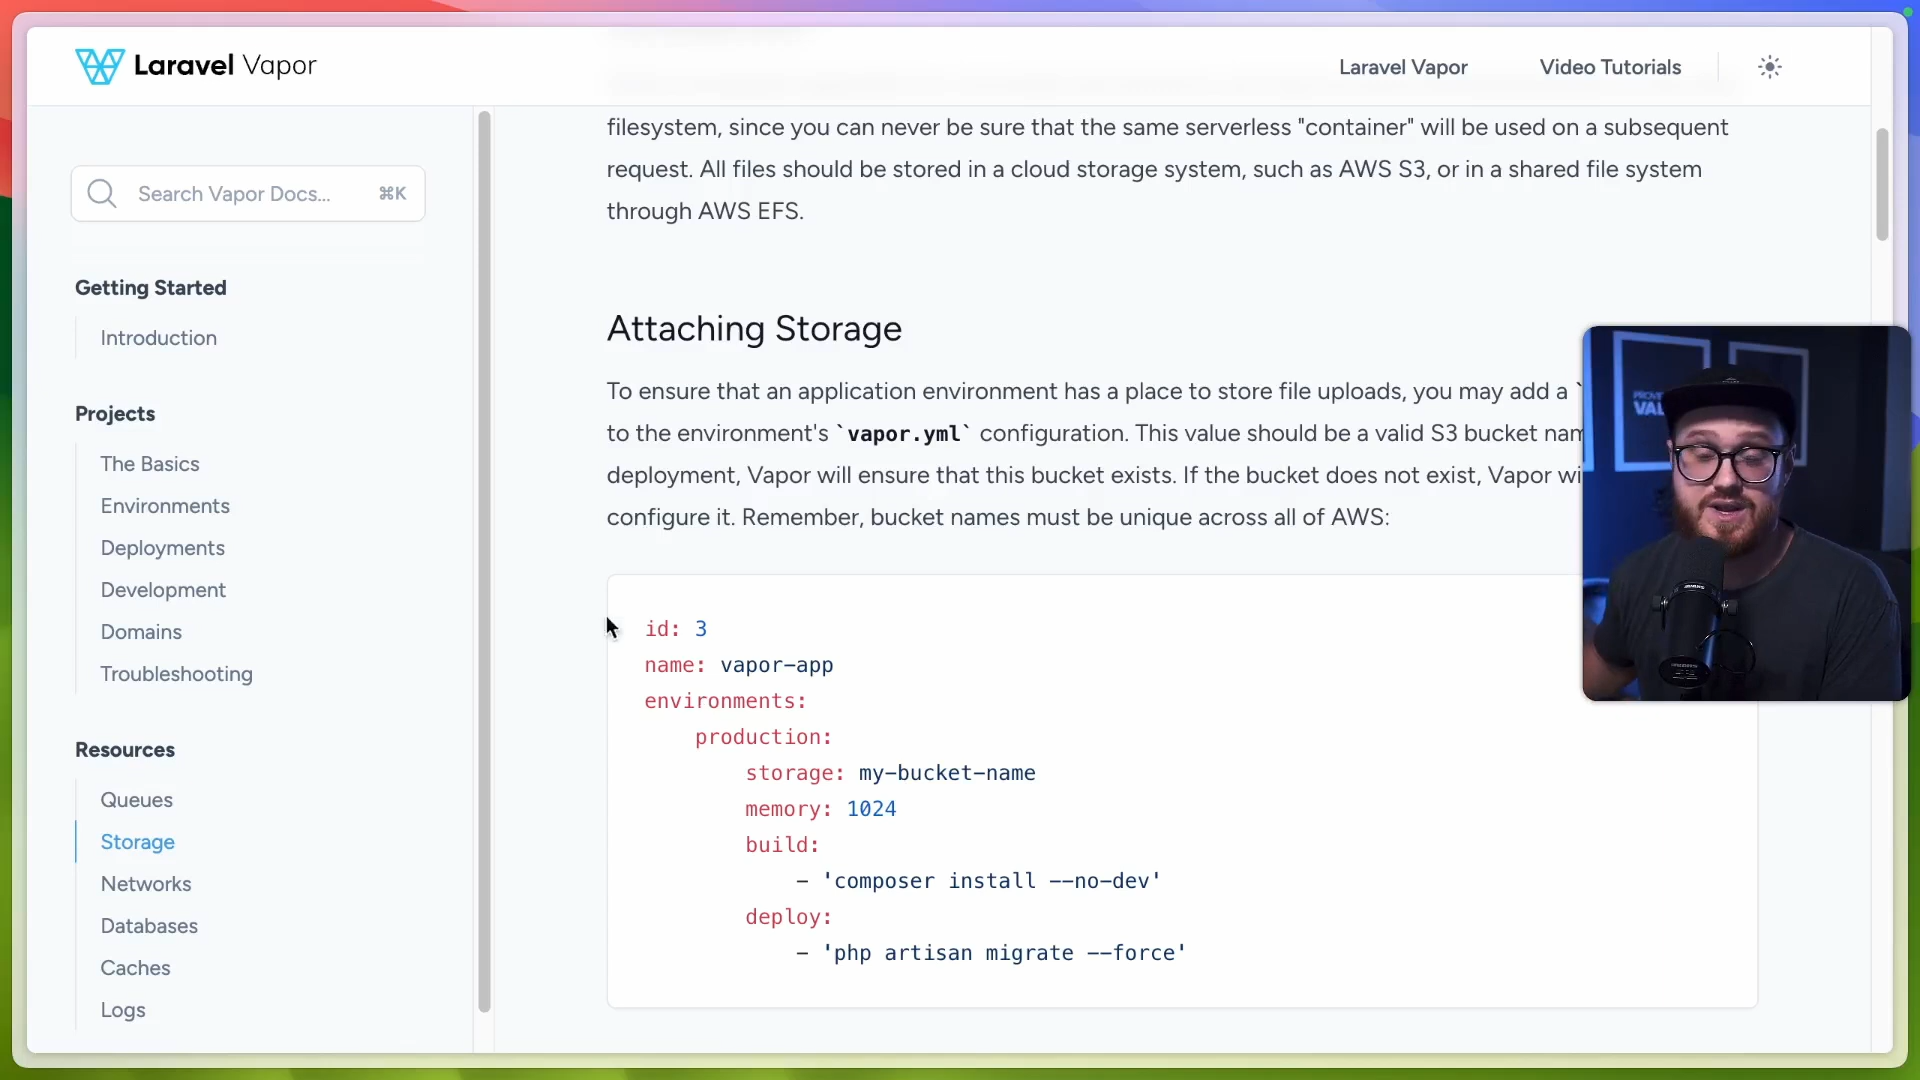 Laravel Vapor
Laravel Vapor
Video Tutorials
Search Vapor Docs...
⌘K
Getting Started
Introduction
Projects
The Basics
Environments
Deployments
Development
Domains
Troubleshooting
Resources
Queues
Storage
Networks
Databases
Caches
Logs
filesystem, since you can never be sure that the same serverless "container" will be used on a subsequent
request. All files should be stored in a cloud storage system, such as AWS S3, or in a shared file system
through AWS EFS.
Attaching Storage
To ensure that an application environment has a place to store file uploads, you may add a `
to the environment's `vapor.yml` configuration. This value should be a valid S3 bucket nam
deployment, Vapor will ensure that this bucket exists. If the bucket does not exist, Vapor wi
configure it. Remember, bucket names must be unique across all of AWS:
id: 3
name: vapor-app
environments:
production:
storage: my-bucket-name
memory: 1024
build:
- 'composer install --no-dev'
deploy:
- 'php artisan migrate --force'